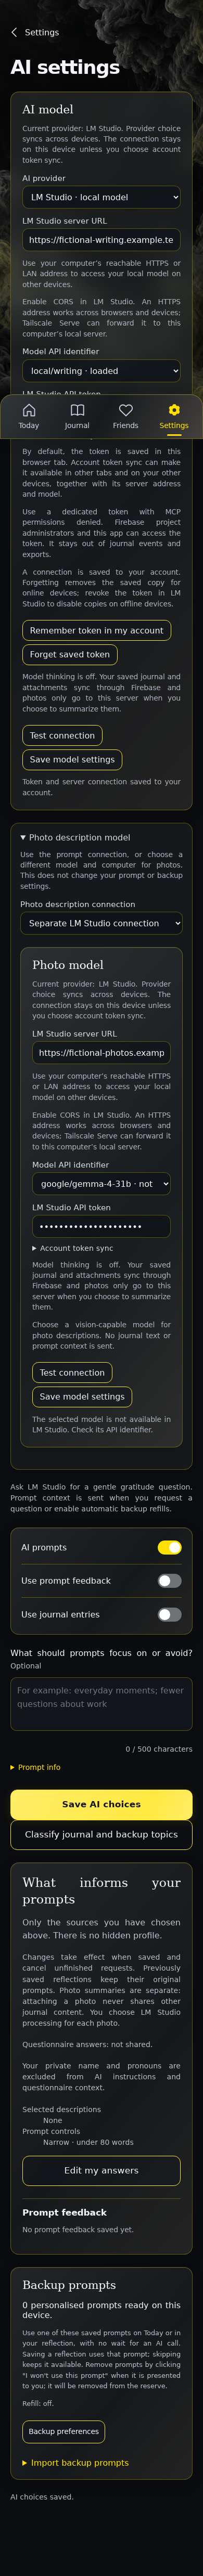 Settings
AI settings
AI model
Current provider: LM Studio. Provider choice
syncs across devices. The connection stays
on this device unless you choose account
token sync.
AI provider
LM Studio · local model
LM Studio server URL
https://fictional-writing.example.te
Use your computer's reachable HTTPS or
LAN address to access your local model on
other devices.
Enable CORS in LM Studio. An HTTPS
address works across browsers and devices;
Tailscale Serve can forward it to this
computer's local server.
Model API identifier
local/writing · loaded
Today
Journal
Friends
Settings
By default, the token is saved in this
browser tab. Account token sync can make
it available in other tabs and on your other
devices, together with its server address
and model.
Use a dedicated token with MCP
permissions denied. Firebase project
administrators and this app can access the
token. It stays out of journal events and
exports.
A connection is saved to your account.
Forgetting removes the saved copy for
online devices; revoke the token in LM
Studio to disable copies on offline devices.
Remember token in my account
Forget saved token
Model thinking is off. Your saved journal and
attachments sync through Firebase and
photos only go to this server when you
choose to summarize them.
Test connection
Save model settings
Token and server connection saved to your
account.
▼ Photo description model
Use the prompt connection, or choose a
different model and computer for photos.
This does not change your prompt or backup
settings.
Photo description connection
Separate LM Studio connection
Photo model
Current provider: LM Studio. Provider
choice syncs across devices. The
connection stays on this device unless
you choose account token sync.
LM Studio server URL
https://fictional-photos.examp
Use your computer's reachable HTTPS
or LAN address to access your local
model on other devices.
Enable CORS in LM Studio. An HTTPS
address works across browsers and
devices; Tailscale Serve can forward it
to this computer's local server.
Model API identifier
google/gemma-4-31b · not
LM Studio API token
••••••••••••••••••••••
▶ Account token sync
Model thinking is off. Your saved
journal and attachments sync through
Firebase and photos only go to this
server when you choose to summarize
them.
Choose a vision-capable model for
photo descriptions. No journal text or
prompt context is sent.
Test connection
Save model settings
The selected model is not available in
LM Studio. Check its API identifier.
Ask LM Studio for a gentle gratitude question.
Prompt context is sent when you request a
question or enable automatic backup refills.
AI prompts
Use prompt feedback
Use journal entries
What should prompts focus on or avoid?
Optional
For example: everyday moments; fewer
questions about work
0 / 500 characters
▶ Prompt info
Save AI choices
Classify journal and backup topics
What informs your
prompts
Only the sources you have chosen
above. There is no hidden profile.
Changes take effect when saved and
cancel unfinished requests. Previously
saved reflections keep their original
prompts. Photo summaries are separate:
attaching a photo never shares other
journal content. You choose LM Studio
processing for each photo.
Questionnaire answers: not shared.
Your private name and pronouns are
excluded from AI instructions and
questionnaire context.
Selected descriptions
None
Prompt controls
Narrow · under 80 words
Edit my answers
Prompt feedback
No prompt feedback saved yet.
Backup prompts
0 personalised prompts ready on this
device.
Use one of these saved prompts on Today or in
your reflection, with no wait for an AI call.
Saving a reflection uses that prompt; skipping
keeps it available. Remove prompts by clicking
"I won't use this prompt" when it is presented
to you; it will be removed from the reserve.
Refill: off.
Backup preferences
▶ Import backup prompts
AI choices saved.